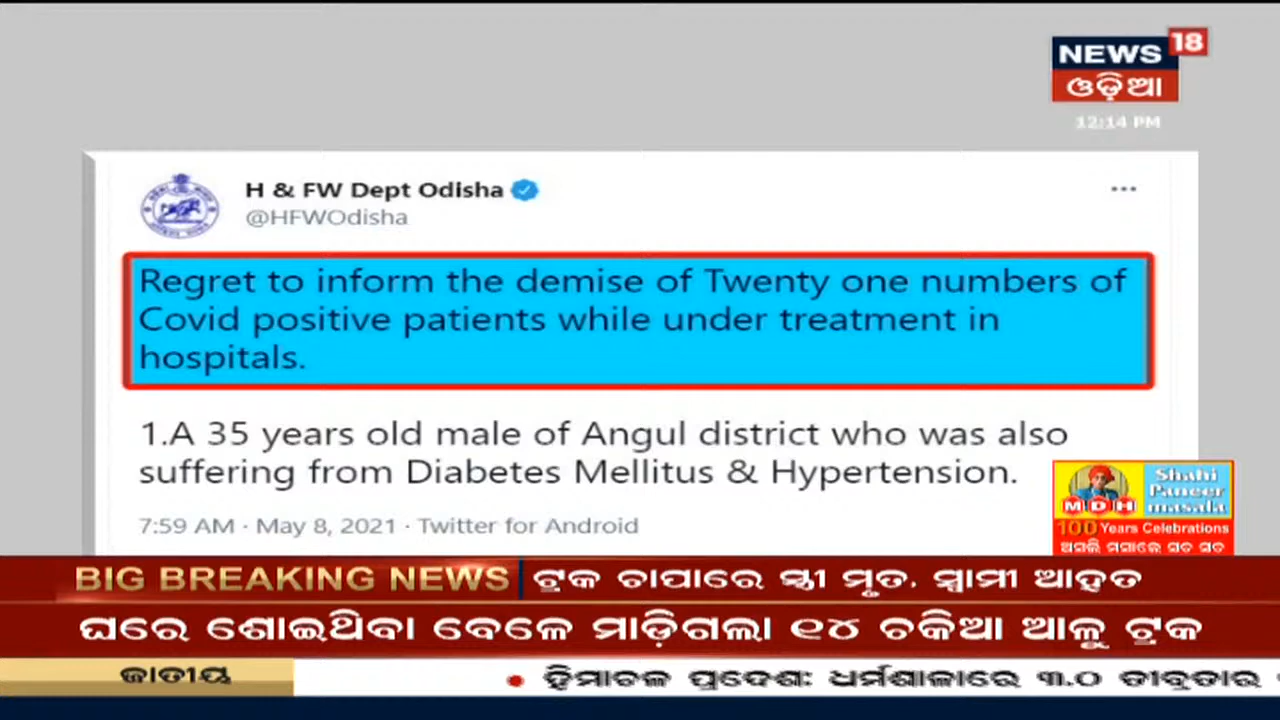 NEWS 18
ଓଡ଼ିଆ
12:14 PM
H & FW Dept Odisha
@HFWOdisha
Regret to inform the demise of Twenty one numbers of
Covid positive patients while under treatment in
hospitals.
1.A 35 years old male of Angul district who was also
suffering from Diabetes Mellitus & Hypertension.
7:59 AM · May 8, 2021 · Twitter for Android
MDH
Shahi
Paneer
masala
100 Years Celebrations
ଅସଲି ମସାଲେ ସଚ ସଚ
BIG BREAKING NEWS ଟ୍ରକ ଚାପାରେ ସ୍ତ୍ରୀ ମୃତ. ସ୍ୱାମୀ ଆହତ
ଘରେ ଶୋଇଥିବା ବେଳେ ମାଡ଼ିଗଲା ୧୪ ଚକିଆ ଆଳୁ ଟ୍ରକ
ଜାତୀୟ
• ହିମାଚଳ ପ୍ରଦେଶ: ଧର୍ମଶାଳାରେ ୩.୦ ତୀବ୍ରତାର